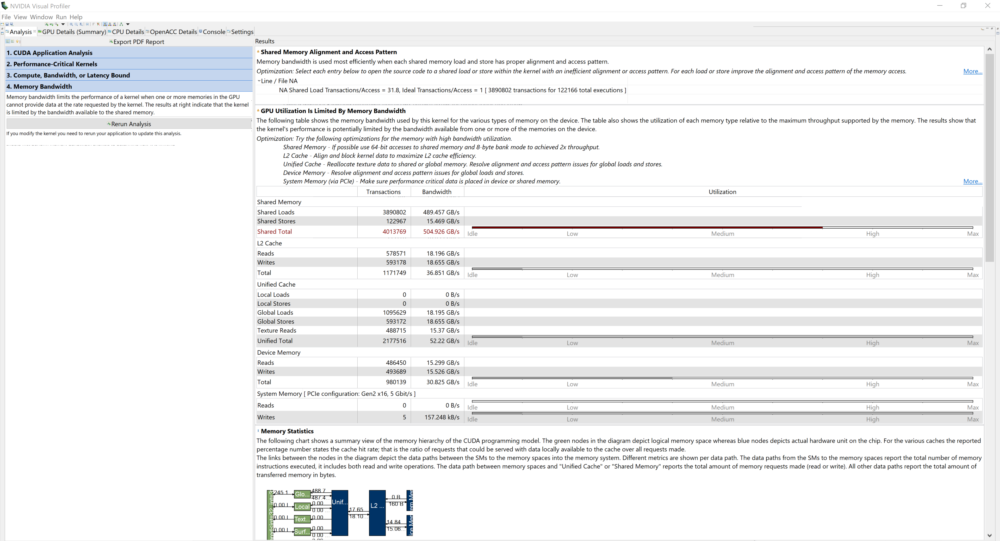 NVIDIA Visual Profiler
File View Window Run Help
Analysis GPU Details (Summary) CPU Details OpenACC Details Console Settings
Export PDF Report
1. CUDA Application Analysis
2. Performance-Critical Kernels
3. Compute, Bandwidth, or Latency Bound
4. Memory Bandwidth
Memory bandwidth limits the performance of a kernel when one or more memories in the GPU
cannot provide data at the rate requested by the kernel. The results at right indicate that the kernel
is limited by the bandwidth available to the shared memory.
Rerun Analysis
If you modify the kernel you need to rerun your application to update this analysis.
Results
Shared Memory Alignment and Access Pattern
Memory bandwidth is used most efficiently when each shared memory load and store has proper alignment and access pattern.
Optimization: Select each entry below to open the source code to a shared load or store within the kernel with an inefficient alignment or access pattern. For each load or store improve the alignment and access pattern of the memory access. More...
Line / File NA
NA Shared Load Transactions/Access = 31.8, Ideal Transactions/Access = 1 [ 3890802 transactions for 122166 total executions ]
GPU Utilization Is Limited By Memory Bandwidth
The following table shows the memory bandwidth used by this kernel for the various types of memory on the device. The table also shows the utilization of each memory type relative to the maximum throughput supported by the memory. The results show that
the kernel's performance is potentially limited by the bandwidth available from one or more of the memories on the device.
Optimization: Try the following optimizations for the memory with high bandwidth utilization.
Shared Memory - If possible use 64-bit accesses to shared memory and 8-byte bank mode to achieved 2x throughput.
L2 Cache - Align and block kernel data to maximize L2 cache efficiency.
Unified Cache - Reallocate texture data to shared or global memory. Resolve alignment and access pattern issues for global loads and stores.
Device Memory - Resolve alignment and access pattern issues for global loads and stores.
System Memory (via PCIe) - Make sure performance critical data is placed in device or shared memory. More...
Transactions Bandwidth Utilization
Shared Memory
Shared Loads 3890802 489.457 GB/s
Shared Stores 122967 15.469 GB/s
Shared Total 4013769 504.926 GB/s Idle Low Medium High Max
L2 Cache
Reads 578571 18.196 GB/s
Writes 593178 18.655 GB/s
Total 1171749 36.851 GB/s Idle Low Medium High Max
Unified Cache
Local Loads 0 0 B/s
Local Stores 0 0 B/s
Global Loads 1095629 18.195 GB/s
Global Stores 593172 18.655 GB/s
Texture Reads 488715 15.37 GB/s
Unified Total 2177516 52.22 GB/s Idle Low Medium High Max
Device Memory
Reads 486450 15.299 GB/s
Writes 493689 15.526 GB/s
Total 980139 30.825 GB/s Idle Low Medium High Max
System Memory [ PCIe configuration: Gen2 x16, 5 Gbit/s ]
Reads 0 0 B/s Idle Low Medium High Max
Writes 5 157.248 kB/s Idle Low Medium High Max
Memory Statistics
The following chart shows a summary view of the memory hierarchy of the CUDA programming model. The green nodes in the diagram depict logical memory space whereas blue nodes depicts actual hardware unit on the chip. For the various caches the reported
percentage number states the cache hit rate; that is the ratio of requests that could be served with data locally available to the cache over all requests made.
The links between the nodes in the diagram depict the data paths between the SMs to the memory spaces into the memory system. Different metrics are shown per data path. The data paths from the SMs to the memory spaces report the total number of memory
instructions executed, it includes both read and write operations. The data path between memory spaces and "Unified Cache" or "Shared Memory" reports the total amount of memory requests made (read or write). All other data paths report the total amount of
transferred memory in bytes.
245 1 Glo... 488 7
487.4...
0 00 Local 0 00
0.00 ...
0 00 Text... 0 00
0 00 Surf... 0 00
0.00 ...
Unif...
17 65
18.10...
L2 ...
0 B
160 B
14 84
15.06...